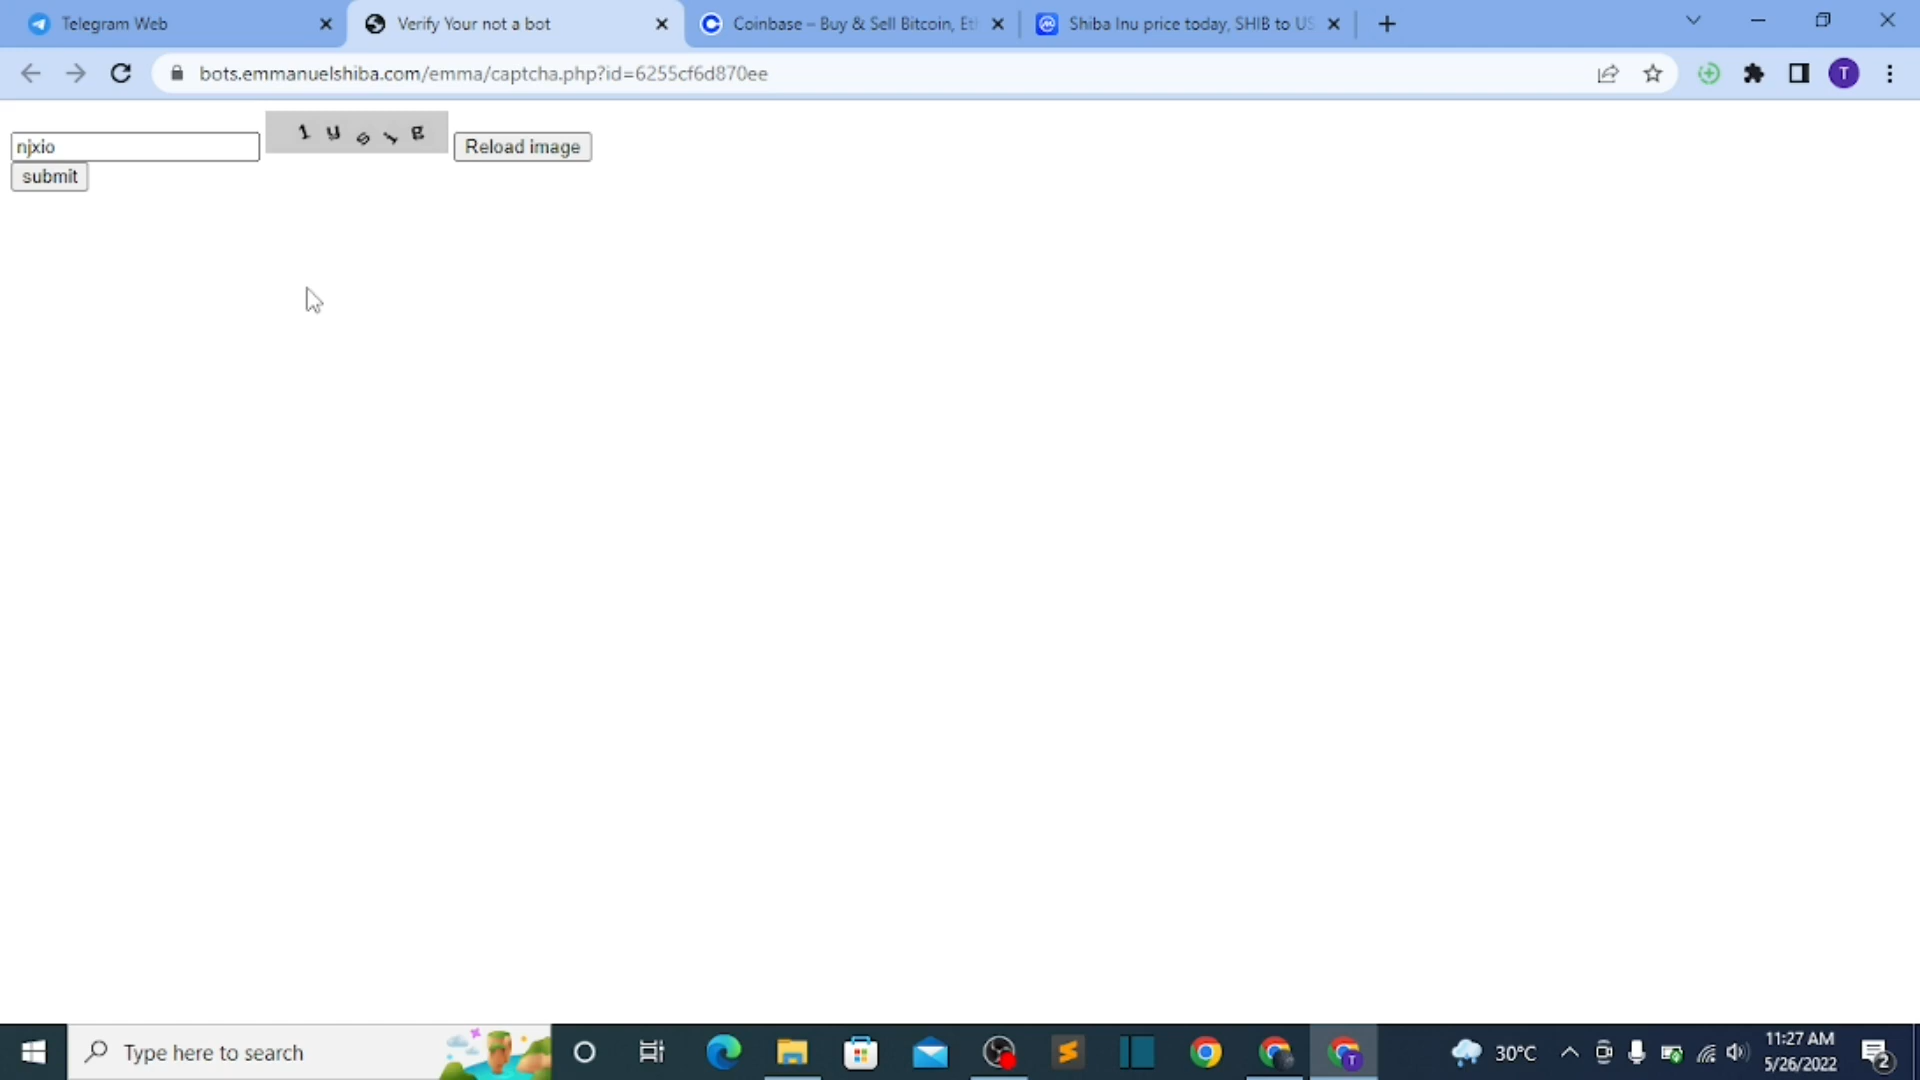 Telegram Web
Verify Your not a bot
Coinbase – Buy & Sell Bitcoin, Et
Shiba Inu price today, SHIB to US
bots.emmanuelshiba.com/emma/captcha.php?id=6255cf6d870ee
T
njxio
Reload image
submit
Type here to search
T
30°C
11:27 AM
5/26/2022
2